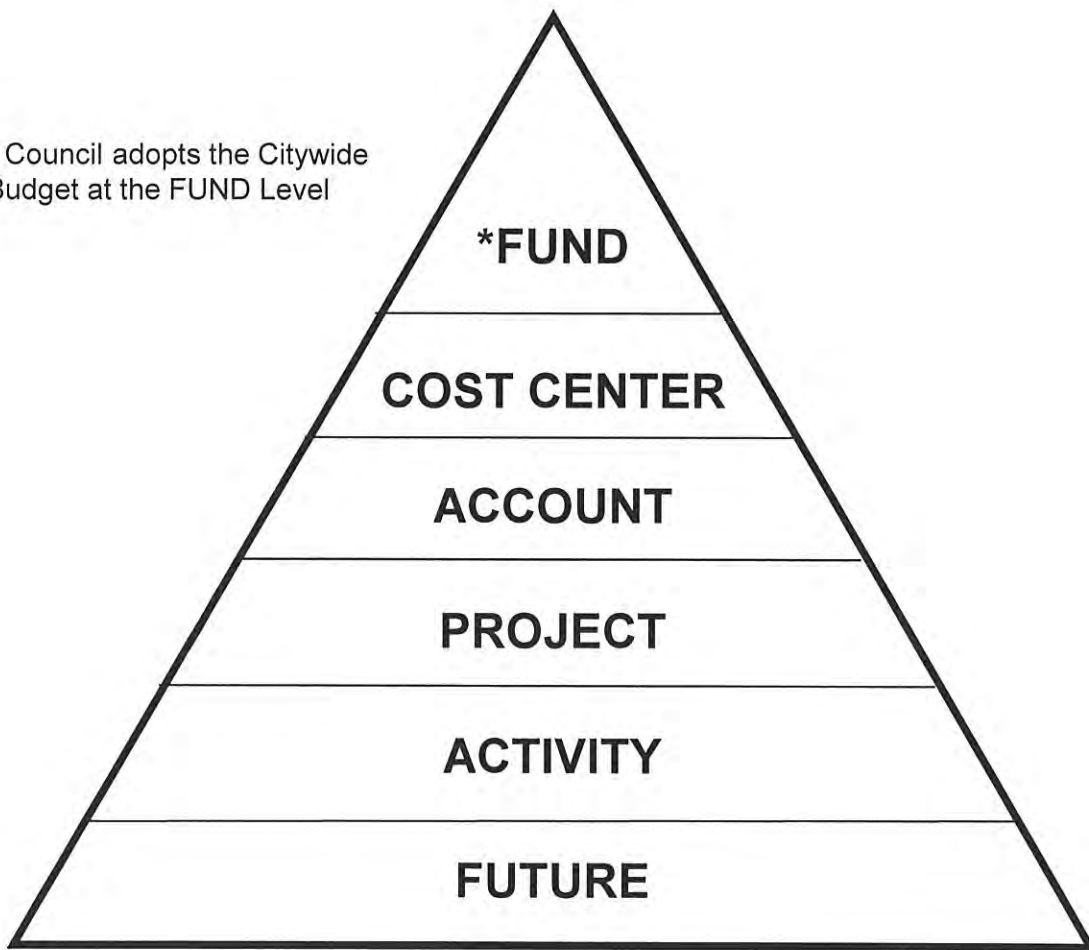 Council adopts the Citywide
Budget at the FUND Level
*FUND
COST CENTER
ACCOUNT
PROJECT
ACTIVITY
FUTURE